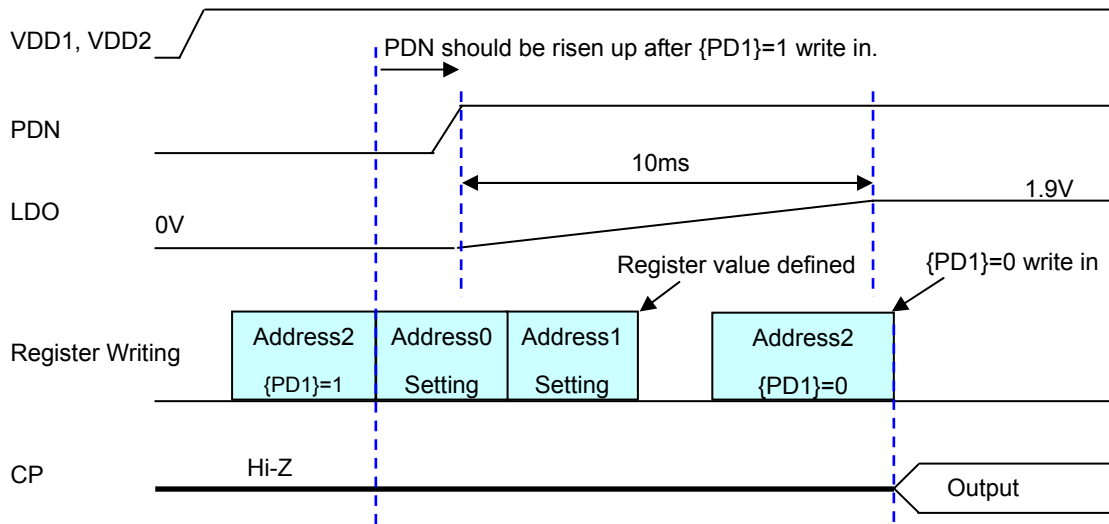 VDD1, VDD2
PDN should be risen up after {PD1}=1 write in.
PDN
10ms
LDO
0V
1.9V
Register value defined
{PD1}=0 write in
Register Writing
Address2
{PD1}=1
Address0
Setting
Address1
Setting
Address2
{PD1}=0
CP
Hi-Z
Output